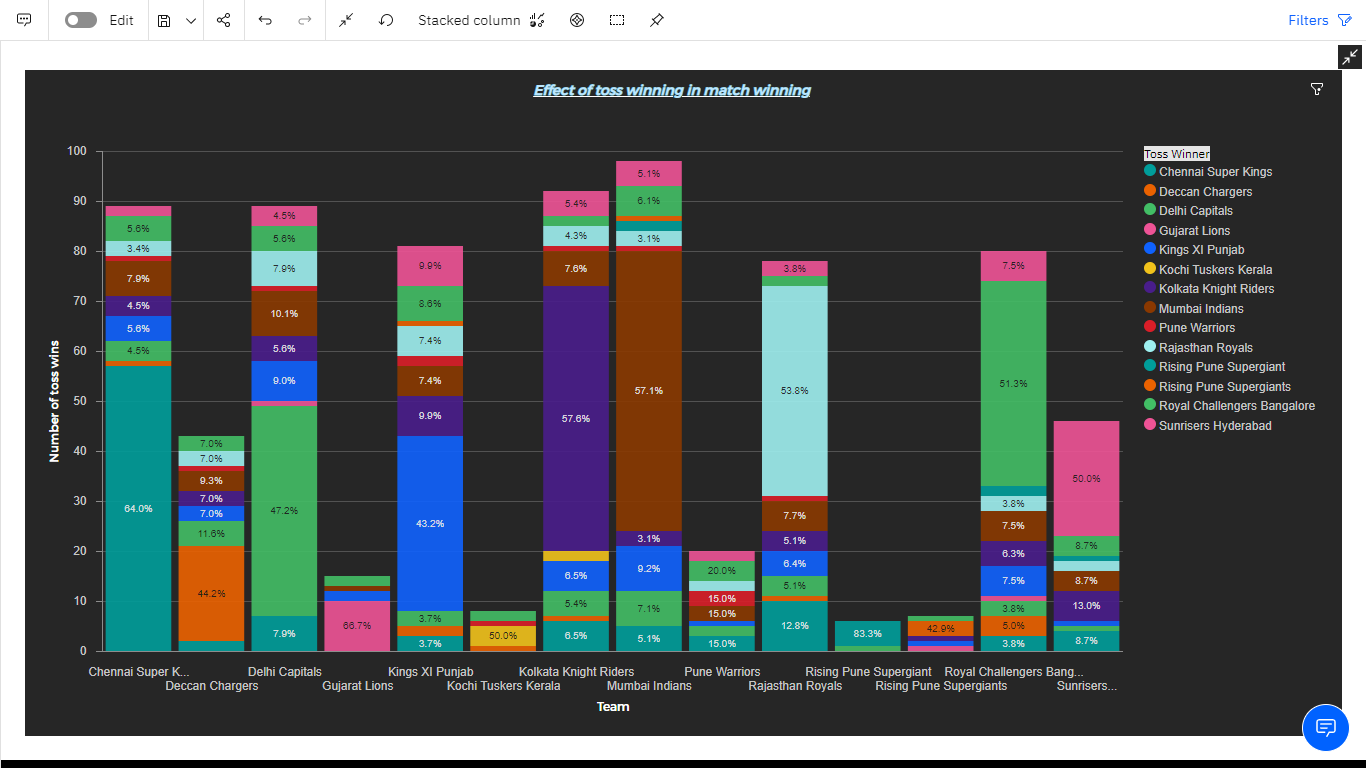 Edit
Stacked column
Filters
Effect of toss winning in match winning
Number of toss wins
100
90
80
70
60
50
40
30
20
10
0
64.0%
4.5%
5.6%
4.5%
7.9%
3.4%
5.6%
44.2%
11.6%
7.0%
7.0%
9.3%
7.0%
7.0%
7.9%
47.2%
9.0%
5.6%
10.1%
7.9%
5.6%
4.5%
66.7%
3.7%
3.7%
43.2%
9.9%
7.4%
7.4%
8.6%
9.9%
50.0%
6.5%
5.4%
6.5%
57.6%
7.6%
4.3%
5.4%
5.1%
7.1%
9.2%
3.1%
57.1%
3.1%
6.1%
5.1%
15.0%
15.0%
15.0%
20.0%
12.8%
5.1%
6.4%
5.1%
7.7%
53.8%
3.8%
83.3%
42.9%
3.8%
5.0%
3.8%
7.5%
6.3%
7.5%
3.8%
51.3%
7.5%
8.7%
13.0%
8.7%
8.7%
50.0%
Chennai Super K...
Deccan Chargers
Delhi Capitals
Gujarat Lions
Kings XI Punjab
Kochi Tuskers Kerala
Kolkata Knight Riders
Mumbai Indians
Pune Warriors
Rajasthan Royals
Rising Pune Supergiant
Rising Pune Supergiants
Royal Challengers Bang...
Sunrisers...
Team
Toss Winner
Chennai Super Kings
Deccan Chargers
Delhi Capitals
Gujarat Lions
Kings XI Punjab
Kochi Tuskers Kerala
Kolkata Knight Riders
Mumbai Indians
Pune Warriors
Rajasthan Royals
Rising Pune Supergiant
Rising Pune Supergiants
Royal Challengers Bangalore
Sunrisers Hyderabad